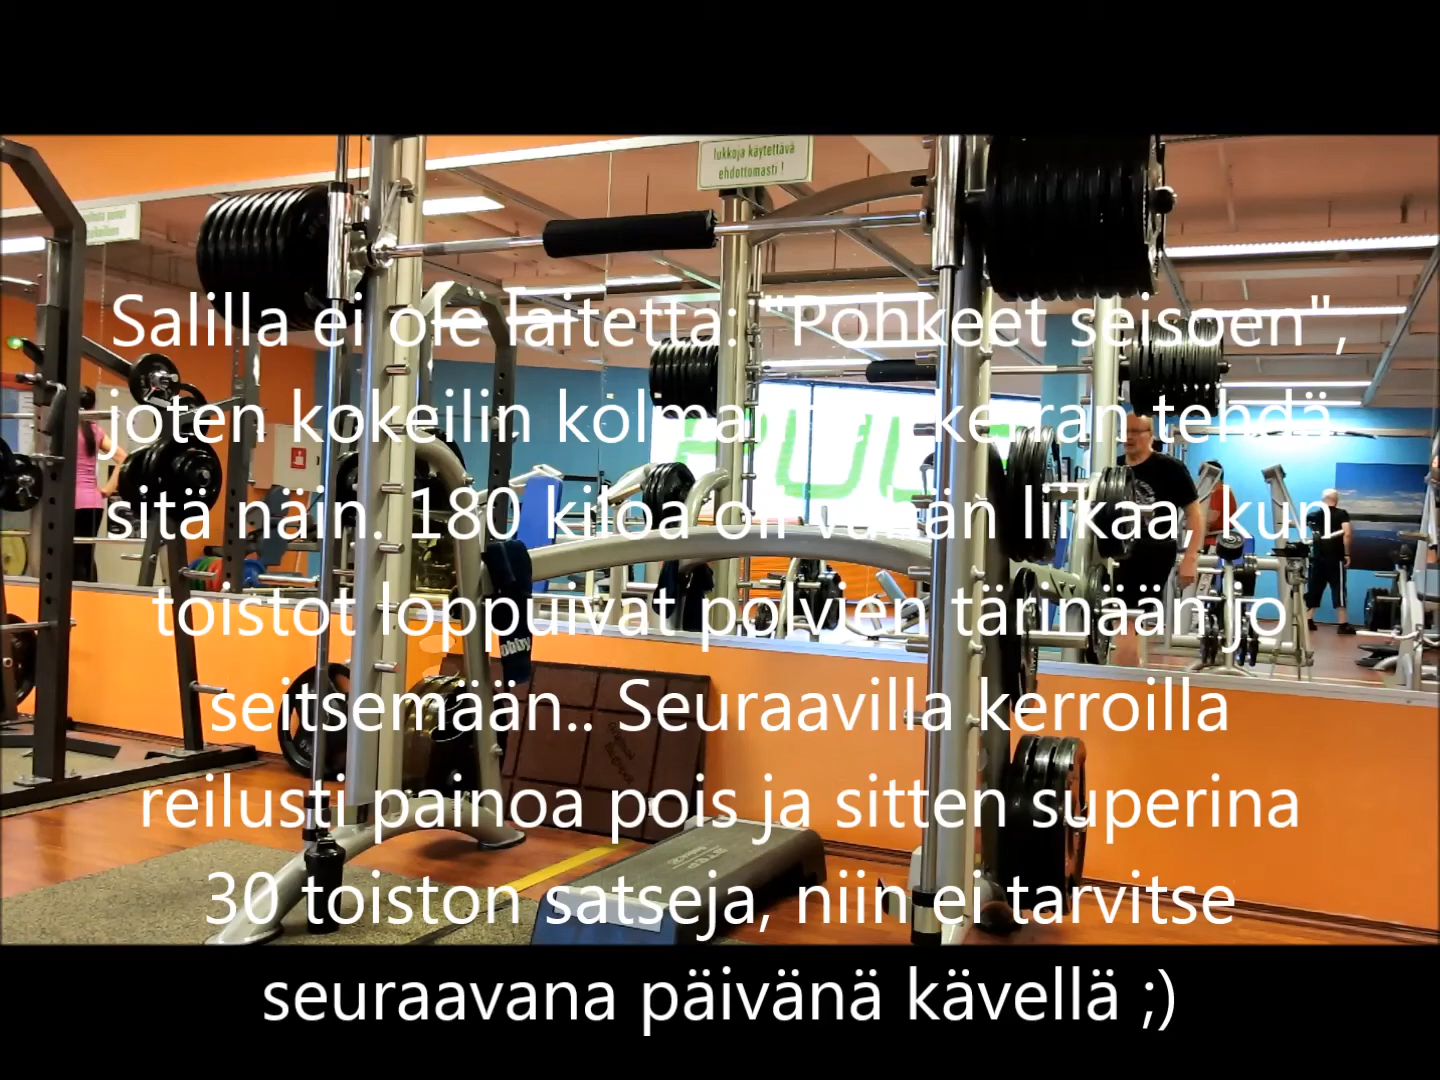 lukkoja käytettävä
ehdottomasti !
Salilla ei ole laitetta: "Pohkeet seisoen",
joten kokeilin kolmannen kerran tehdä
sitä näin. 180 kiloa oli vähän liikaa, kun
toistot loppuivat polvien tärinään jo
seitsemään.. Seuraavilla kerroilla
reilusti painoa pois ja sitten superina
30 toiston satseja, niin ei tarvitse
seuraavana päivänä kävellä ;)
STEP